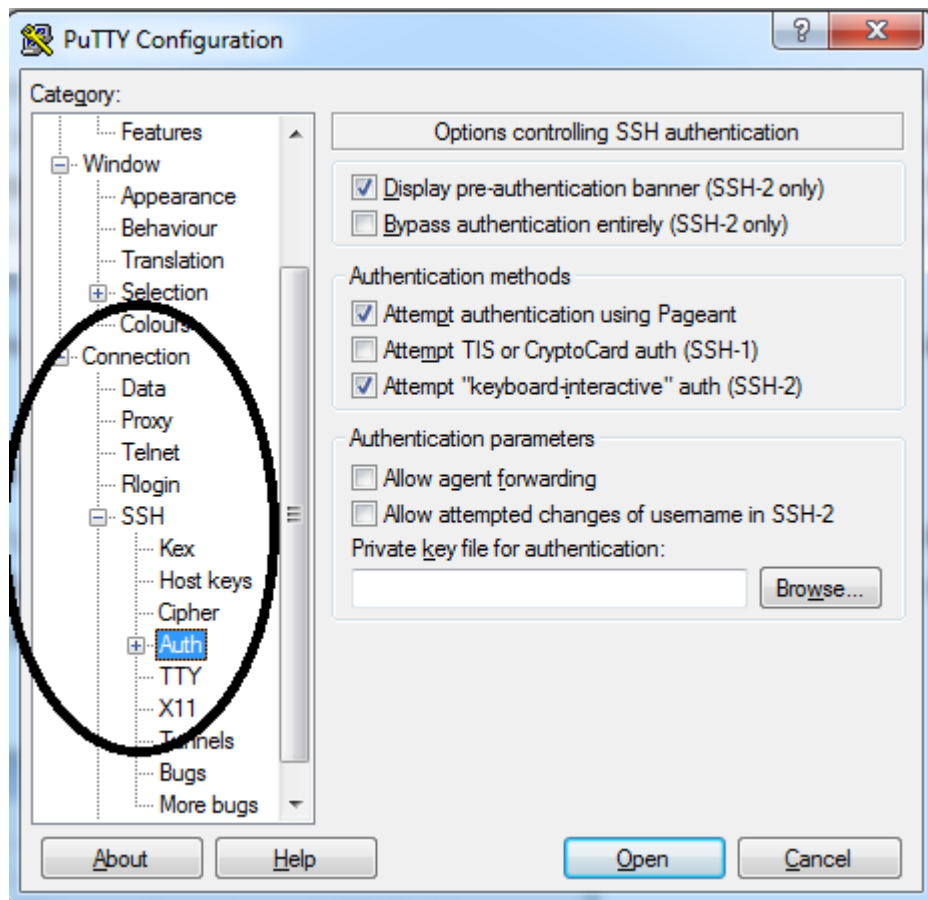 PuTTY Configuration
Category:
Features
Window
Appearance
Behaviour
Translation
Selection
Colours
Connection
Data
Proxy
Telnet
Rlogin
SSH
Kex
Host keys
Cipher
Auth
TTY
X11
Tunnels
Bugs
More bugs
Options controlling SSH authentication
Display pre-authentication banner (SSH-2 only)
Bypass authentication entirely (SSH-2 only)
Authentication methods
Attempt authentication using Pageant
Attempt TIS or CryptoCard auth (SSH-1)
Attempt "keyboard-interactive" auth (SSH-2)
Authentication parameters
Allow agent forwarding
Allow attempted changes of username in SSH-2
Private key file for authentication:
Browse...
About
Help
Open
Cancel